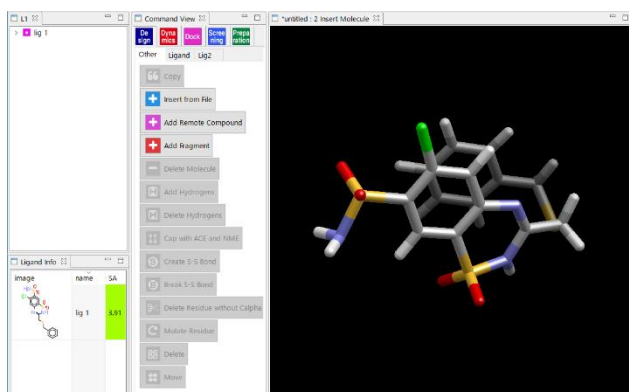 L1
lig 1
Command View
De sign
Dyna mics
Dock
Scree ning
Prepa ration
Other Ligand Lig2
Copy
Insert from File
Add Remote Compound
Add Fragment
Delete Molecule
Add Hydrogens
Delete Hydrogens
Cap with ACE and NME
Create S-S Bond
Break S-S Bond
Delete Residue without Calpha
Mutate Residue
Delete
Move
Ligand Info
image name SA
lig 1 3.91
*untitled : 2 Insert Molecule